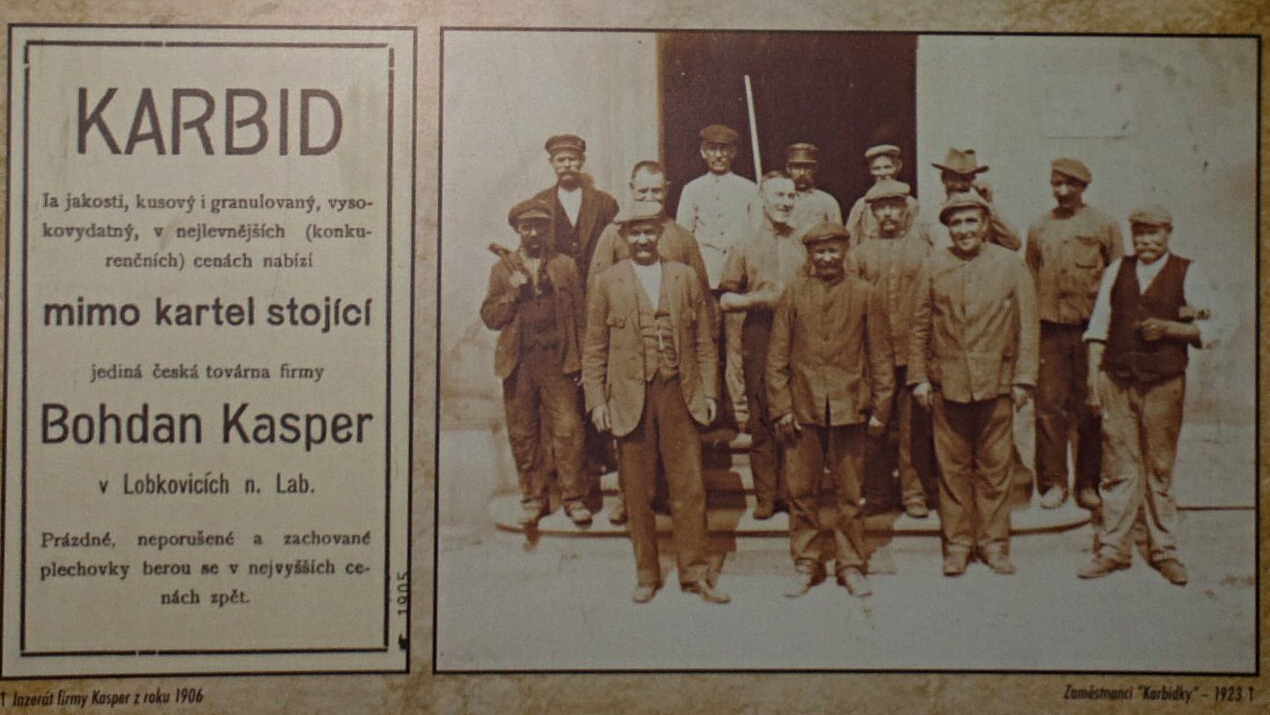 KARBID
Ia jakosti, kusový i granulovaný, vyso-
kovydatný, v nejlevnějších (konku-
renčních) cenách nabízí
mimo kartel stojící
jediná česká továrna firmy
Bohdan Kasper
v Lobkovicích n. Lab.
Prázdné, neporušené a zachované
plechovky berou se v nejvyšších ce-
nách zpět.
1905
↑ Inzerát firmy Kasper z roku 1906
Zaměstnanci "Karbidky" - 1923 ↑